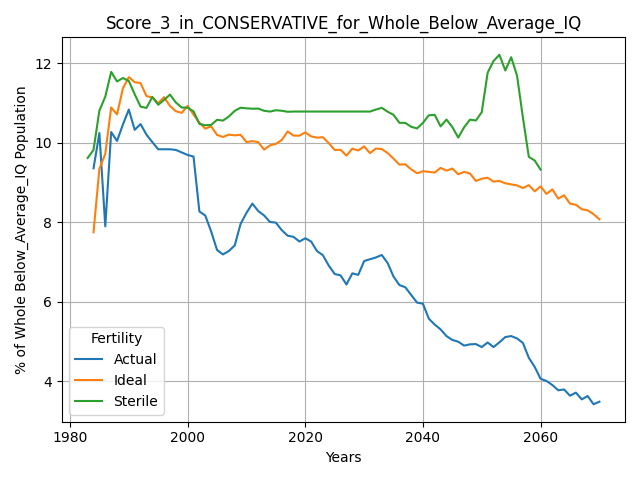 Score_3_in_CONSERVATIVE_for_Whole_Below_Average_IQ
% of Whole Below_Average_IQ Population
12
10
8
6
4
Fertility
Actual
Ideal
Sterile
1980 2000 2020 2040 2060
Years